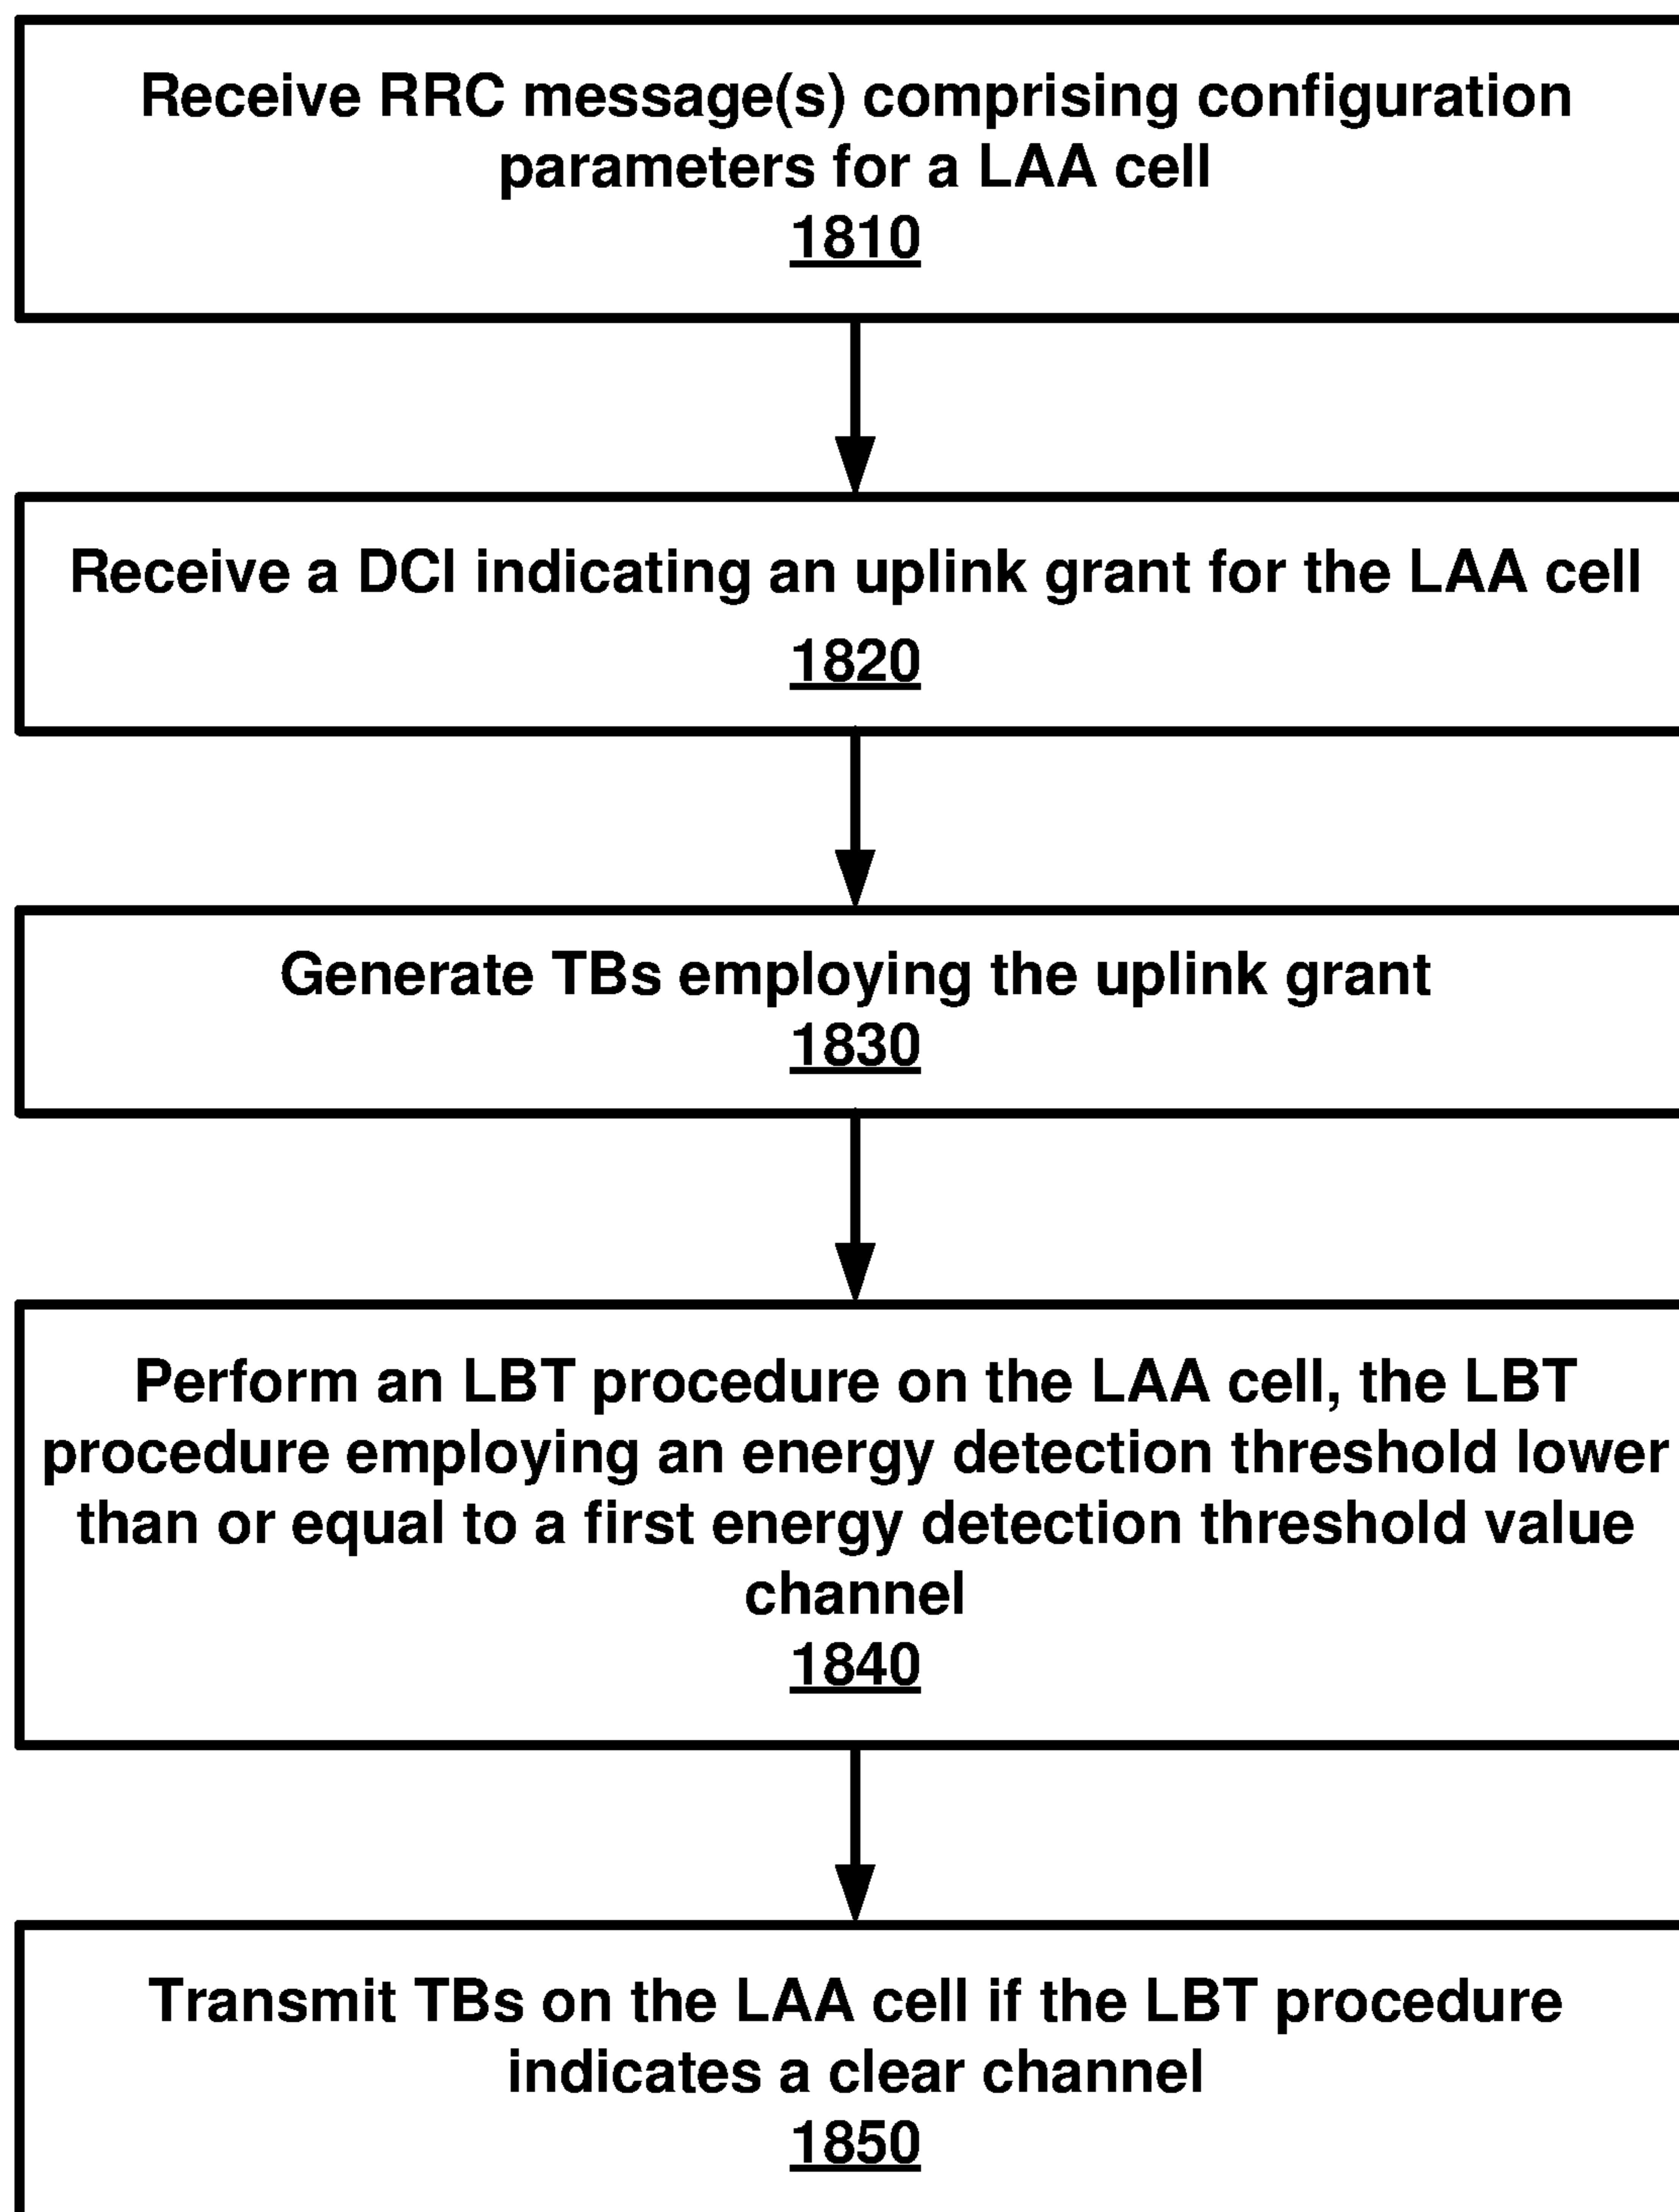 Receive RRC message(s) comprising configuration
parameters for a LAA cell
1810
Receive a DCI indicating an uplink grant for the LAA cell
1820
Generate TBs employing the uplink grant
1830
Perform an LBT procedure on the LAA cell, the LBT
procedure employing an energy detection threshold lower
than or equal to a first energy detection threshold value
channel
1840
Transmit TBs on the LAA cell if the LBT procedure
indicates a clear channel
1850